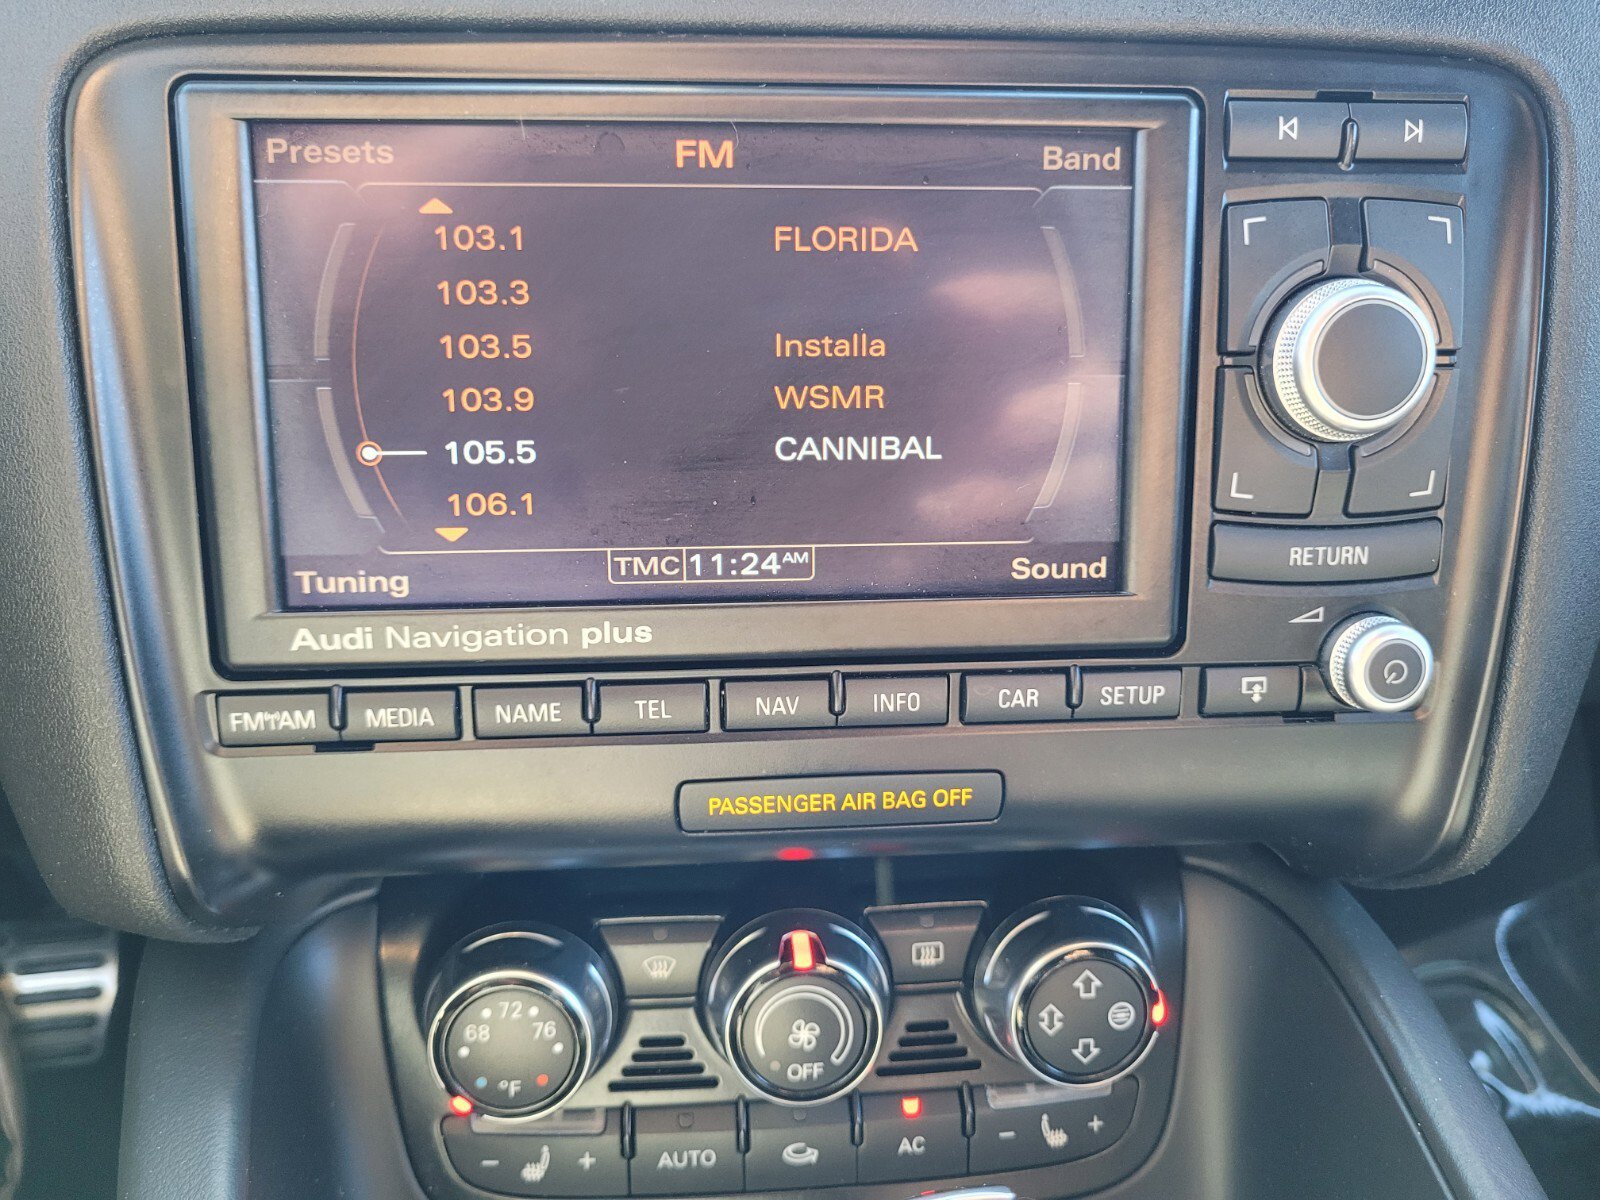 Presets FM Band
103.1 FLORIDA
103.3
103.5 Installa
103.9 WSMR
105.5 CANNIBAL
106.1
Tuning TMC 11:24 AM Sound
Audi Navigation plus
RETURN
FM/AM MEDIA NAME TEL NAV INFO CAR SETUP
PASSENGER AIR BAG OFF
68 72 76
°F
OFF
- + AUTO AC - +